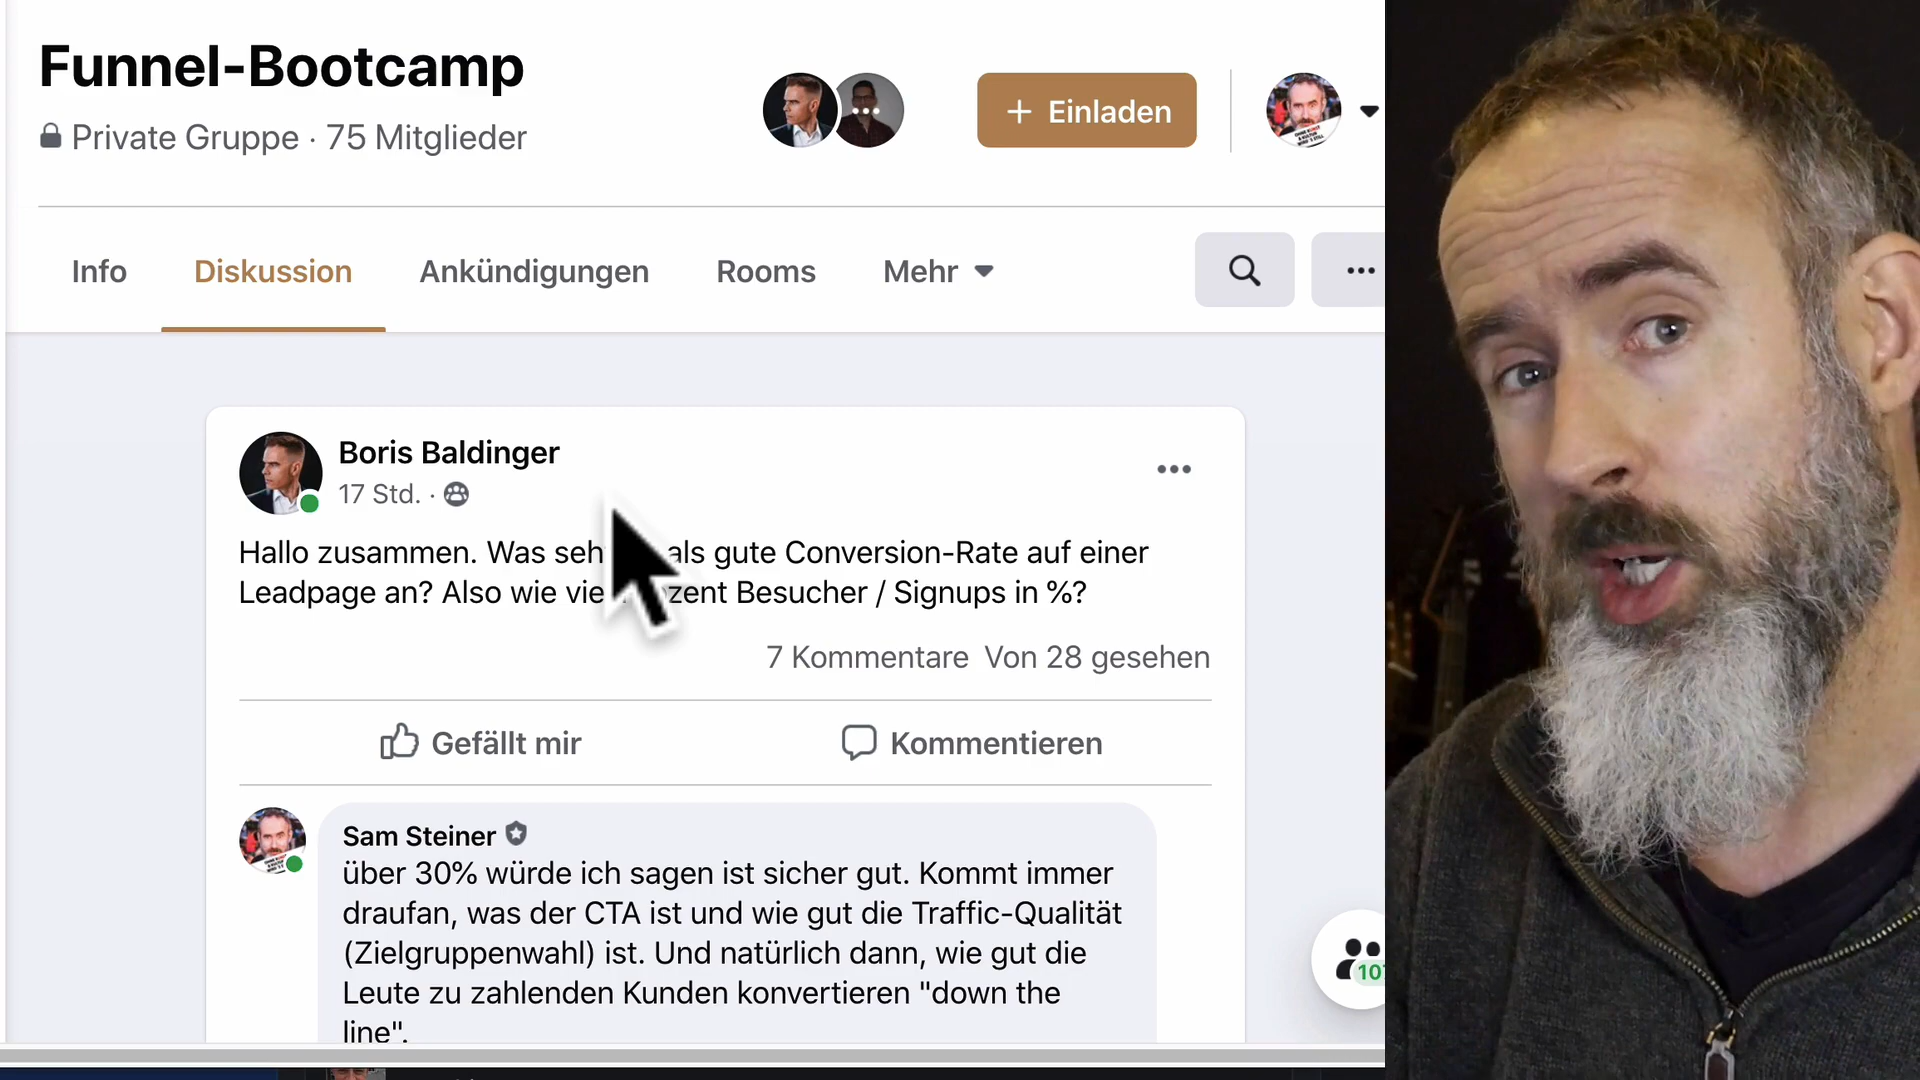 Funnel-Bootcamp
Private Gruppe · 75 Mitglieder
+ Einladen
Info
Diskussion
Ankündigungen
Rooms
Mehr
Boris Baldinger
17 Std. ·
Hallo zusammen. Was als gute Conversion-Rate auf einer
Leadpage an? Also wie Besucher / Signups in %?
7 Kommentare Von 28 gesehen
Gefällt mir
Kommentieren
Sam Steiner
über 30% würde ich sagen ist sicher gut. Kommt immer
draufan, was der CTA ist und wie gut die Traffic-Qualität
(Zielgruppenwahl) ist. Und natürlich dann, wie gut die
Leute zu zahlenden Kunden konvertieren "down the
line".